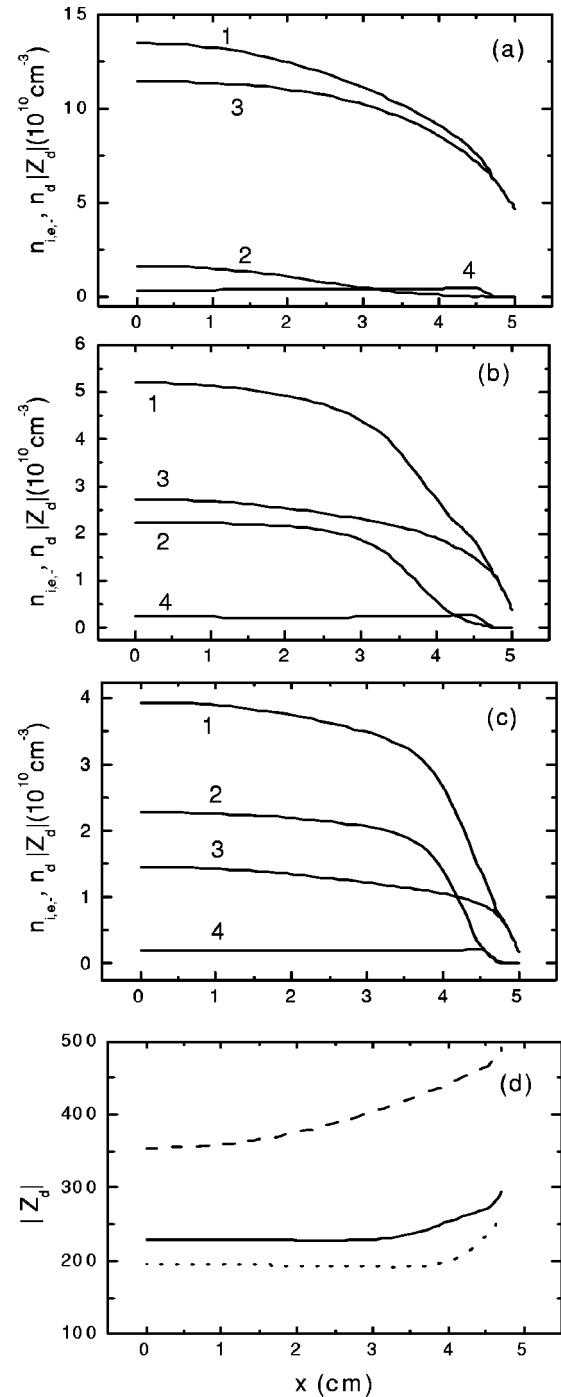 (a)
n_{i,e,-}, n_d |Z_d| (10^{10} cm^{-3})
15
10
5
0
1
3
2
4
0 1 2 3 4 5
(b)
n_{i,e,-}, n_d |Z_d| (10^{10} cm^{-3})
5
4
3
2
1
0
1
3
2
4
0 1 2 3 4 5
(c)
n_{i,e,-}, n_d |Z_d| (10^{10} cm^{-3})
4
3
2
1
0
1
2
3
4
0 1 2 3 4 5
(d)
|Z_d|
500
400
300
200
100
0 1 2 3 4 5
x (cm)